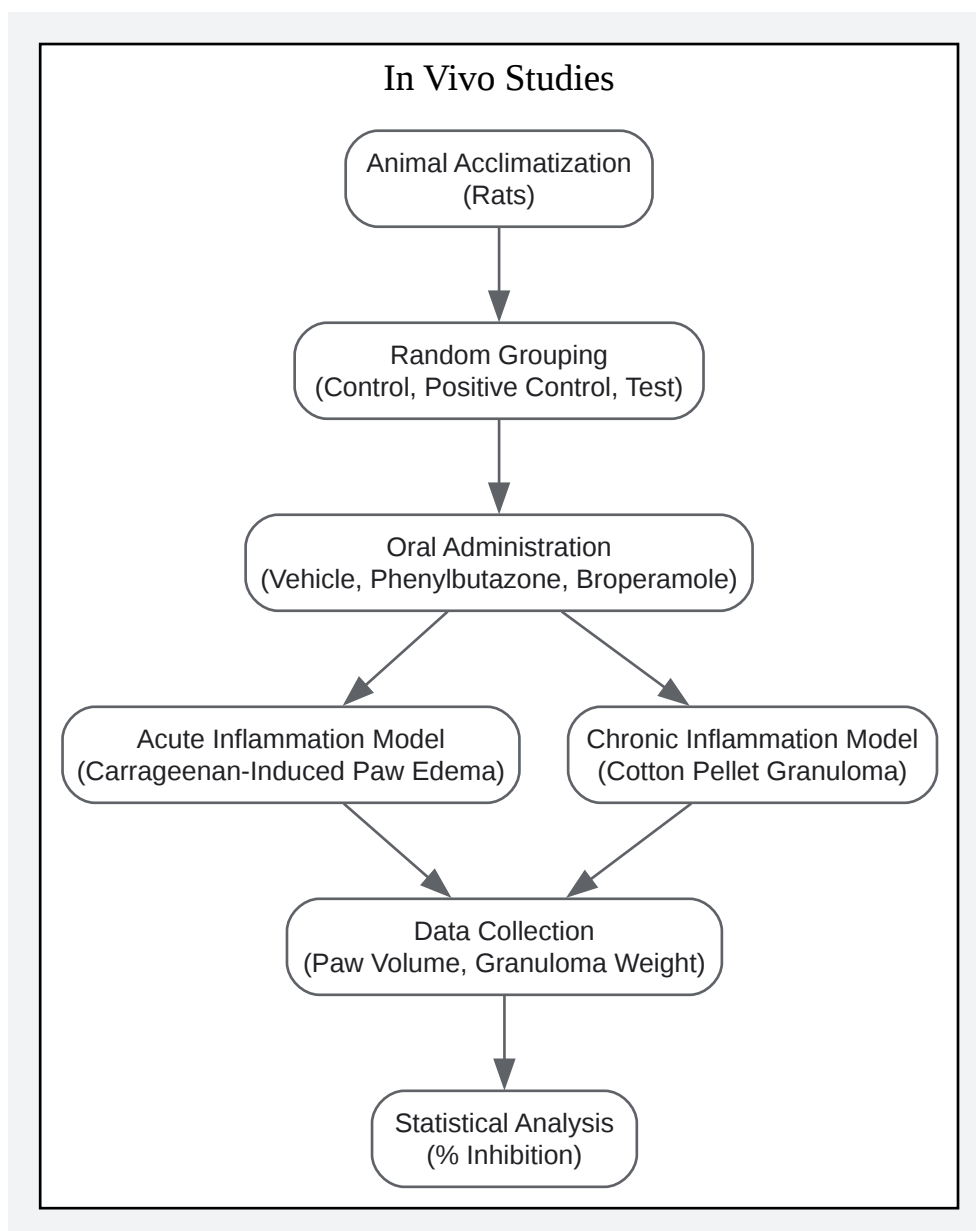 In Vivo Studies
Animal Acclimatization
(Rats)
Random Grouping
(Control, Positive Control, Test)
Oral Administration
(Vehicle, Phenylbutazone, Broperamole)
Acute Inflammation Model
(Carrageenan-Induced Paw Edema)
Chronic Inflammation Model
(Cotton Pellet Granuloma)
Data Collection
(Paw Volume, Granuloma Weight)
Statistical Analysis
(% Inhibition)